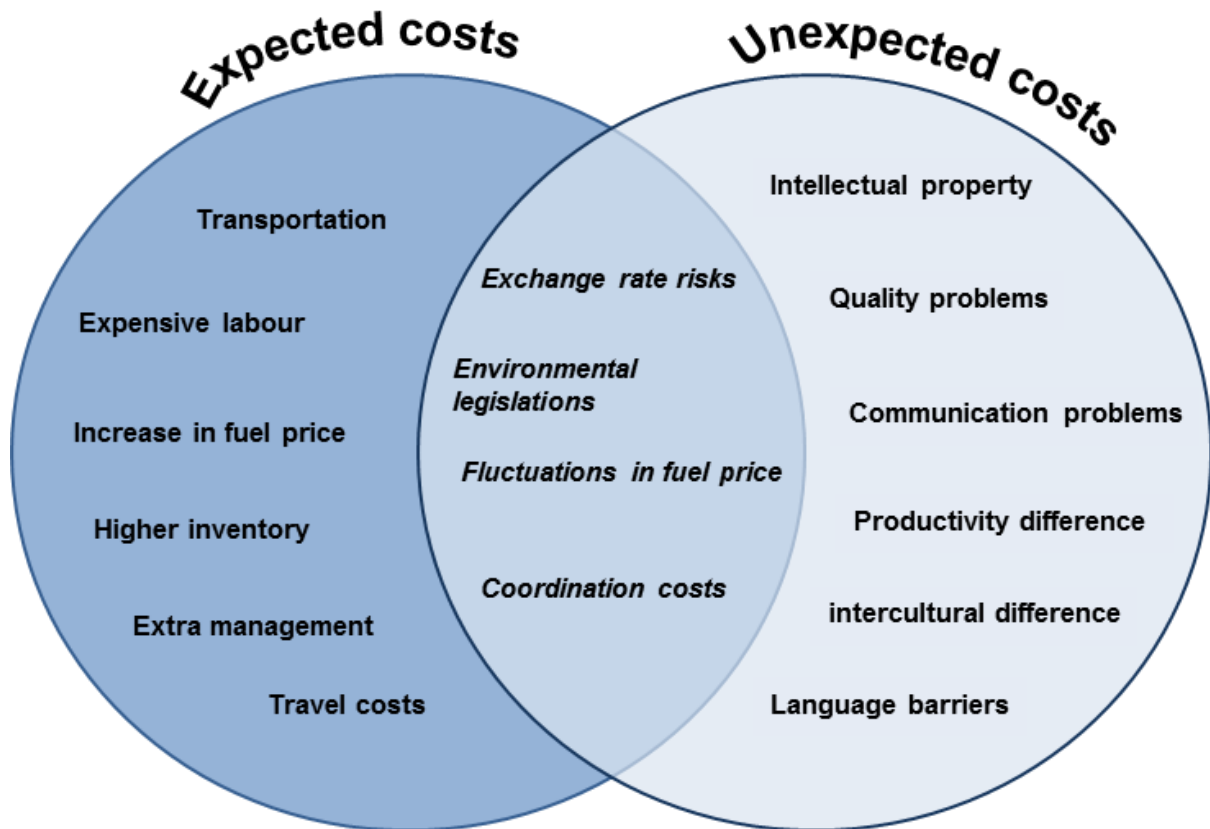 Expected costs
Unexpected costs
Transportation
Expensive labour
Increase in fuel price
Higher inventory
Extra management
Travel costs
Exchange rate risks
Environmental
legislations
Fluctuations in fuel price
Coordination costs
Intellectual property
Quality problems
Communication problems
Productivity difference
intercultural difference
Language barriers